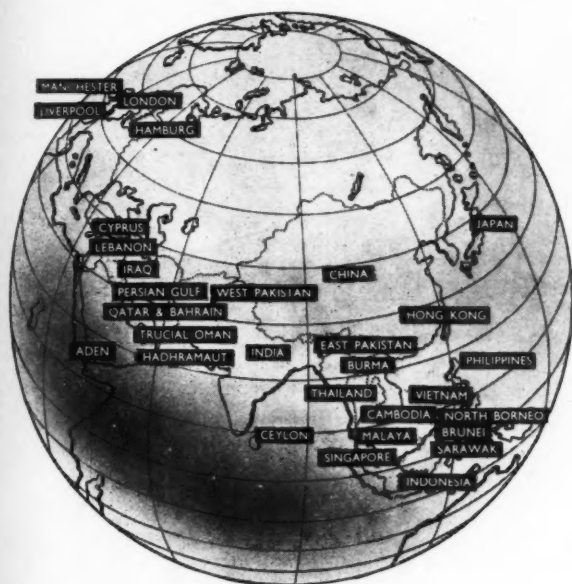 MANCHESTER
LONDON
LIVERPOOL
HAMBURG
CYPRUS
JAPAN
LEBANON
IRAQ
CHINA
PERSIAN GULF
WEST PAKISTAN
QATAR & BAHRAIN
HONG KONG
TRUCIAL OMAN
EAST PAKISTAN
ADEN
HADHRAMAUT
INDIA
BURMA
PHILIPPINES
THAILAND
VIETNAM
CAMBODIA
NORTH BORNEO
CEYLON
MALAYA
BRUNEI
SARAWAK
SINGAPORE
INDONESIA